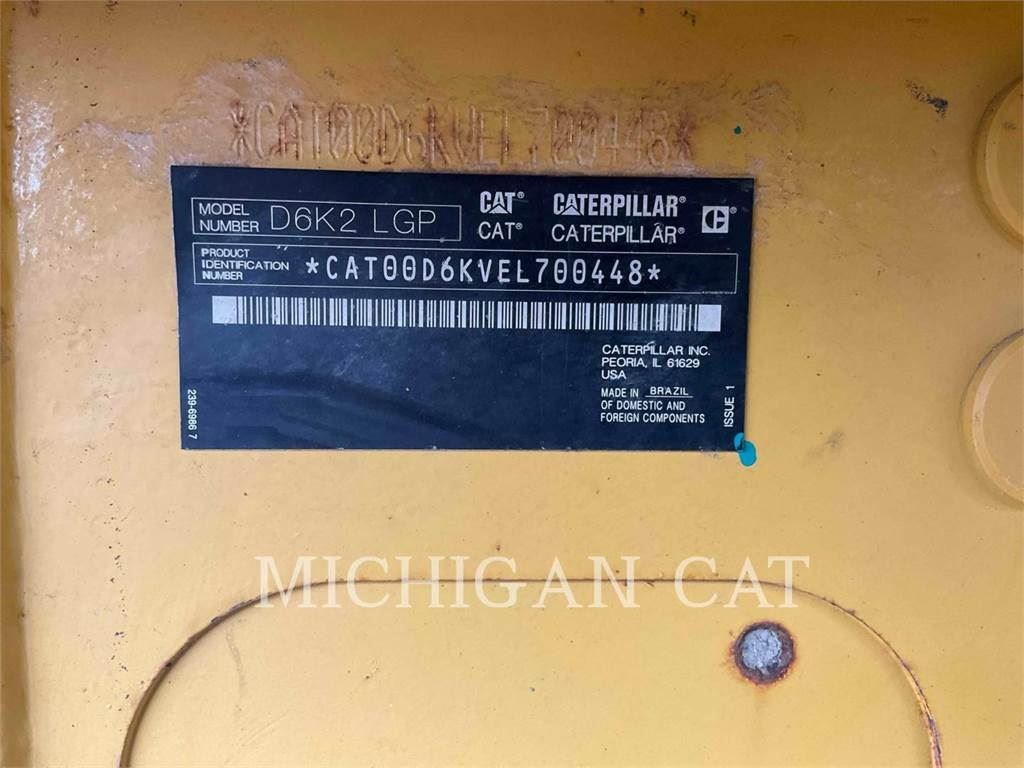 *CAT00D6KVEL700448*
MODEL NUMBER D6K2 LGP
CAT® CATERPILLAR®
CAT® CATERPILLAR®
C®
PRODUCT IDENTIFICATION NUMBER *CAT00D6KVEL700448*
CATERPILLAR INC.
PEORIA, IL 61629
USA
MADE IN BRAZIL
OF DOMESTIC AND
FOREIGN COMPONENTS
239-6986 7
ISSUE 1
MICHIGAN CAT